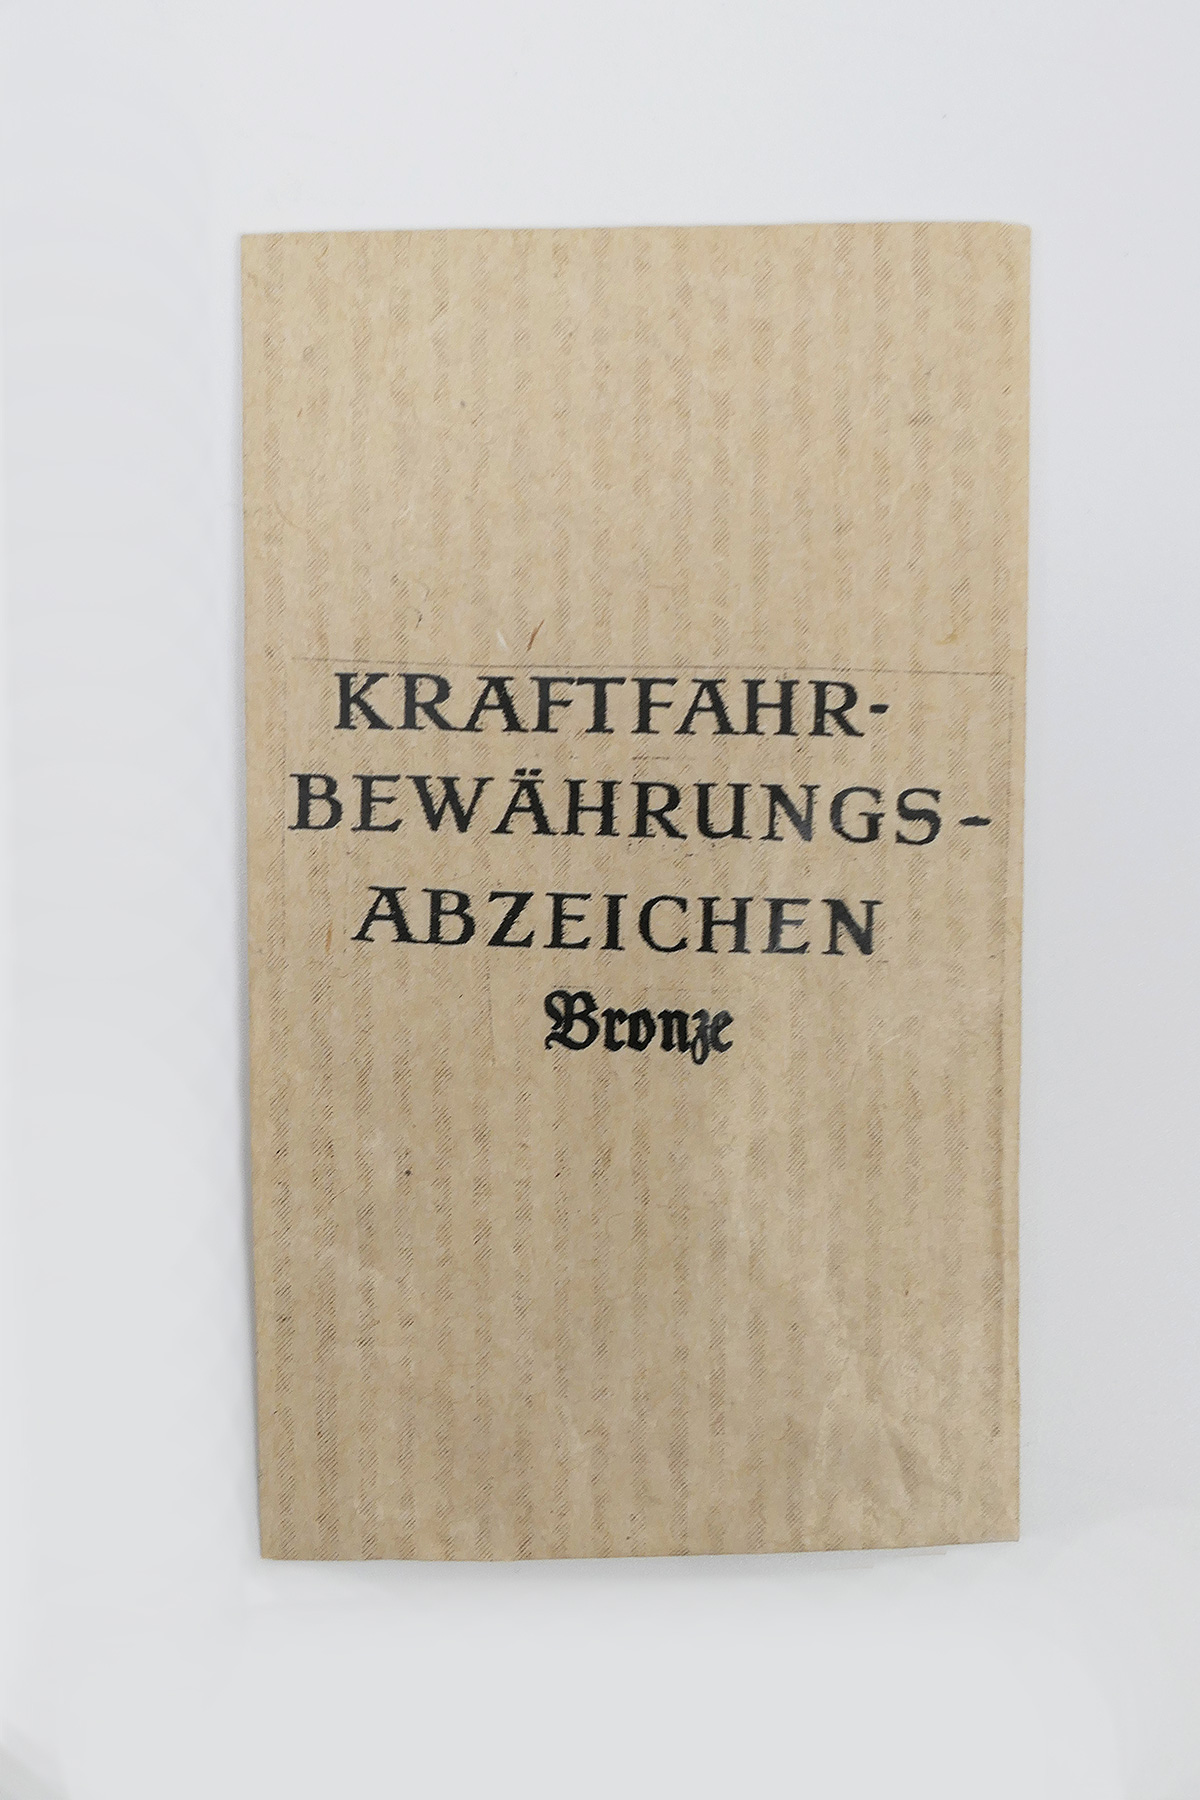 KRAFTFAHR-
BEWÄHRUNGS-
ABZEICHEN
Bronze